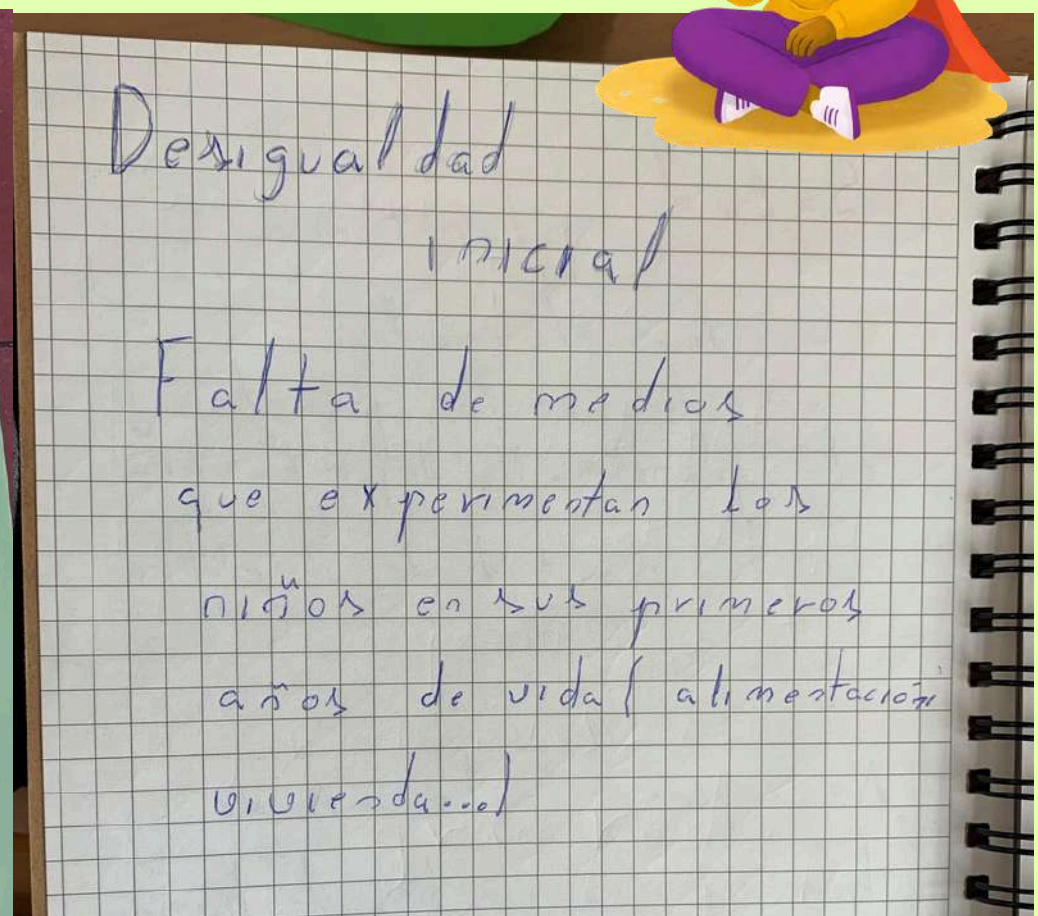 Desigualdad
inicial
Falta de medios
que experimentan los
niños en sus primeros
años de vida( alimentación
vivienda...)